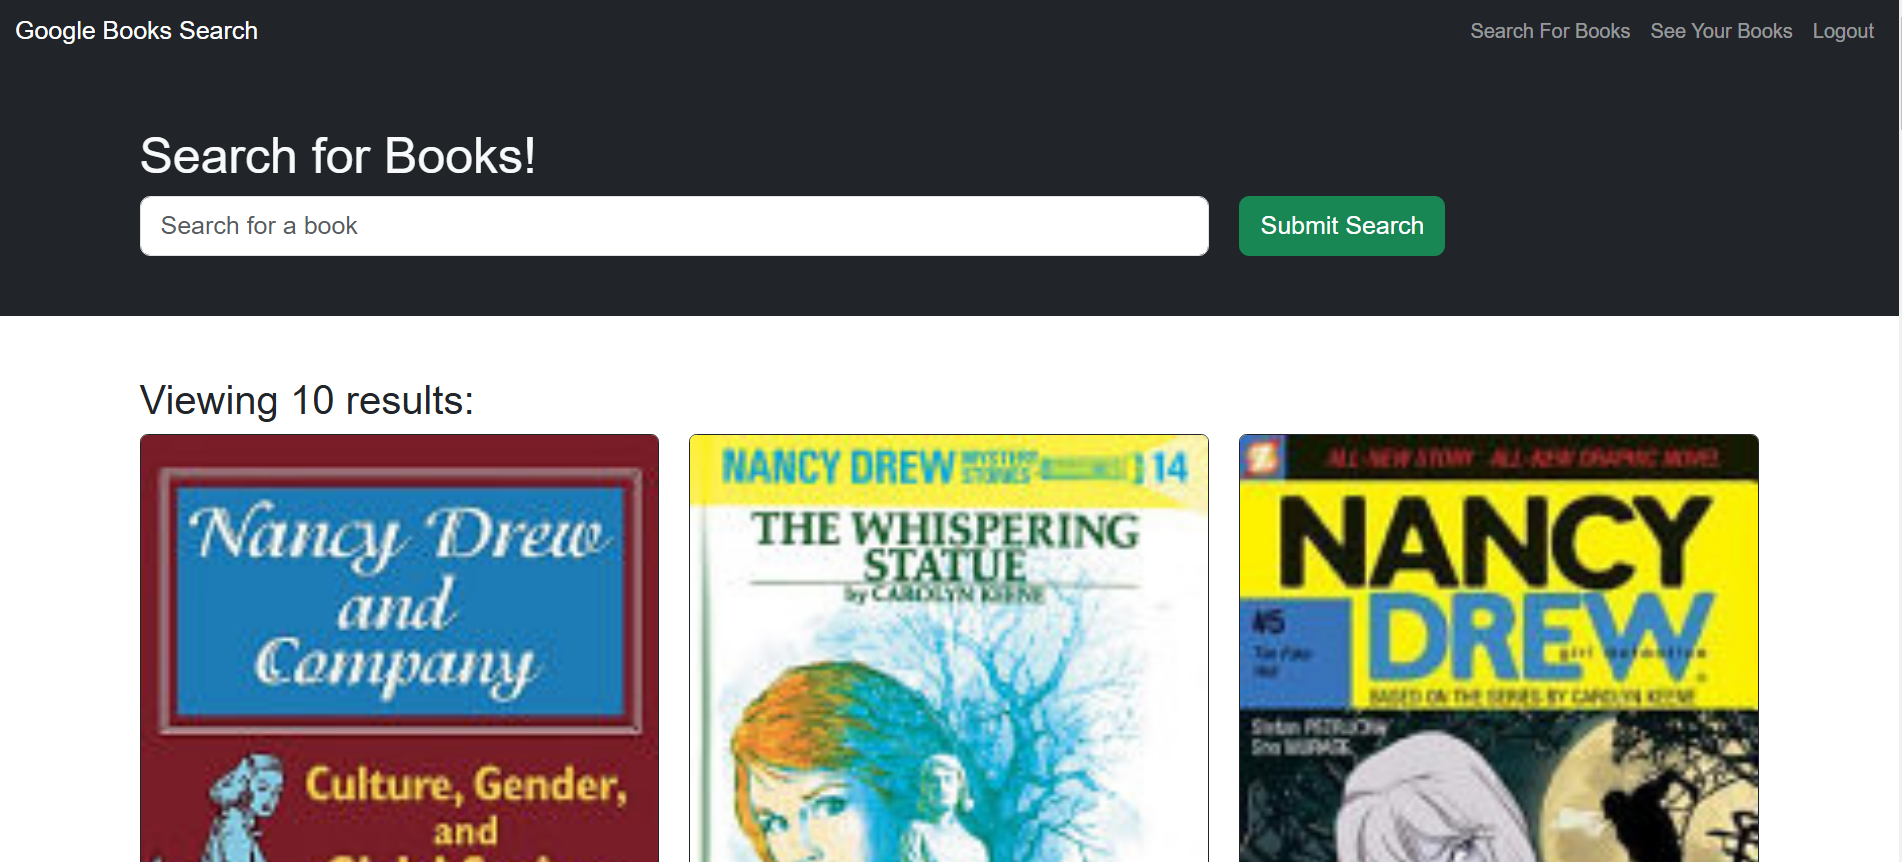 Google Books Search
Search For Books See Your Books Logout
Search for Books!
Search for a book
Submit Search
Viewing 10 results:
Nancy Drew
and
Company
Culture, Gender,
and
NANCY DREW MYSTERY STORIES 14
THE WHISPERING
STATUE
by CAROLYN KEENE
ALL-NEW STORY ALL-NEW GRAPHIC NOVEL
NANCY
DREW
girl detective
#5
The Fake
Heir
BASED ON THE SERIES BY CAROLYN KEENE
Stefan PETRUCHA
Sho MURASE